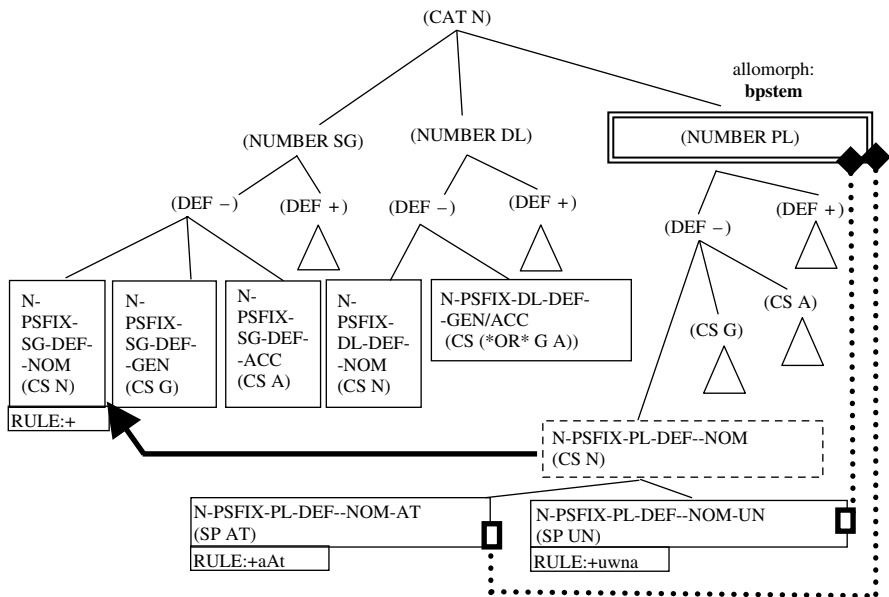 (CAT N)
allomorph:
bpstem
(NUMBER SG)
(NUMBER DL)
(NUMBER PL)
(DEF –)
(DEF +)
(DEF –)
(DEF +)
(DEF –)
(DEF +)
N-
PSFIX-
SG-DEF-
-NOM
(CS N)
RULE:+
N-
PSFIX-
SG-DEF-
-GEN
(CS G)
N-
PSFIX-
SG-DEF-
-ACC
(CS A)
N-
PSFIX-
DL-DEF-
-NOM
(CS N)
N-PSFIX-DL-DEF-
-GEN/ACC
(CS (*OR* G A))
(CS G)
(CS A)
N-PSFIX-PL-DEF--NOM
(CS N)
N-PSFIX-PL-DEF--NOM-AT
(SP AT)
RULE:+aAt
N-PSFIX-PL-DEF--NOM-UN
(SP UN)
RULE:+uwna